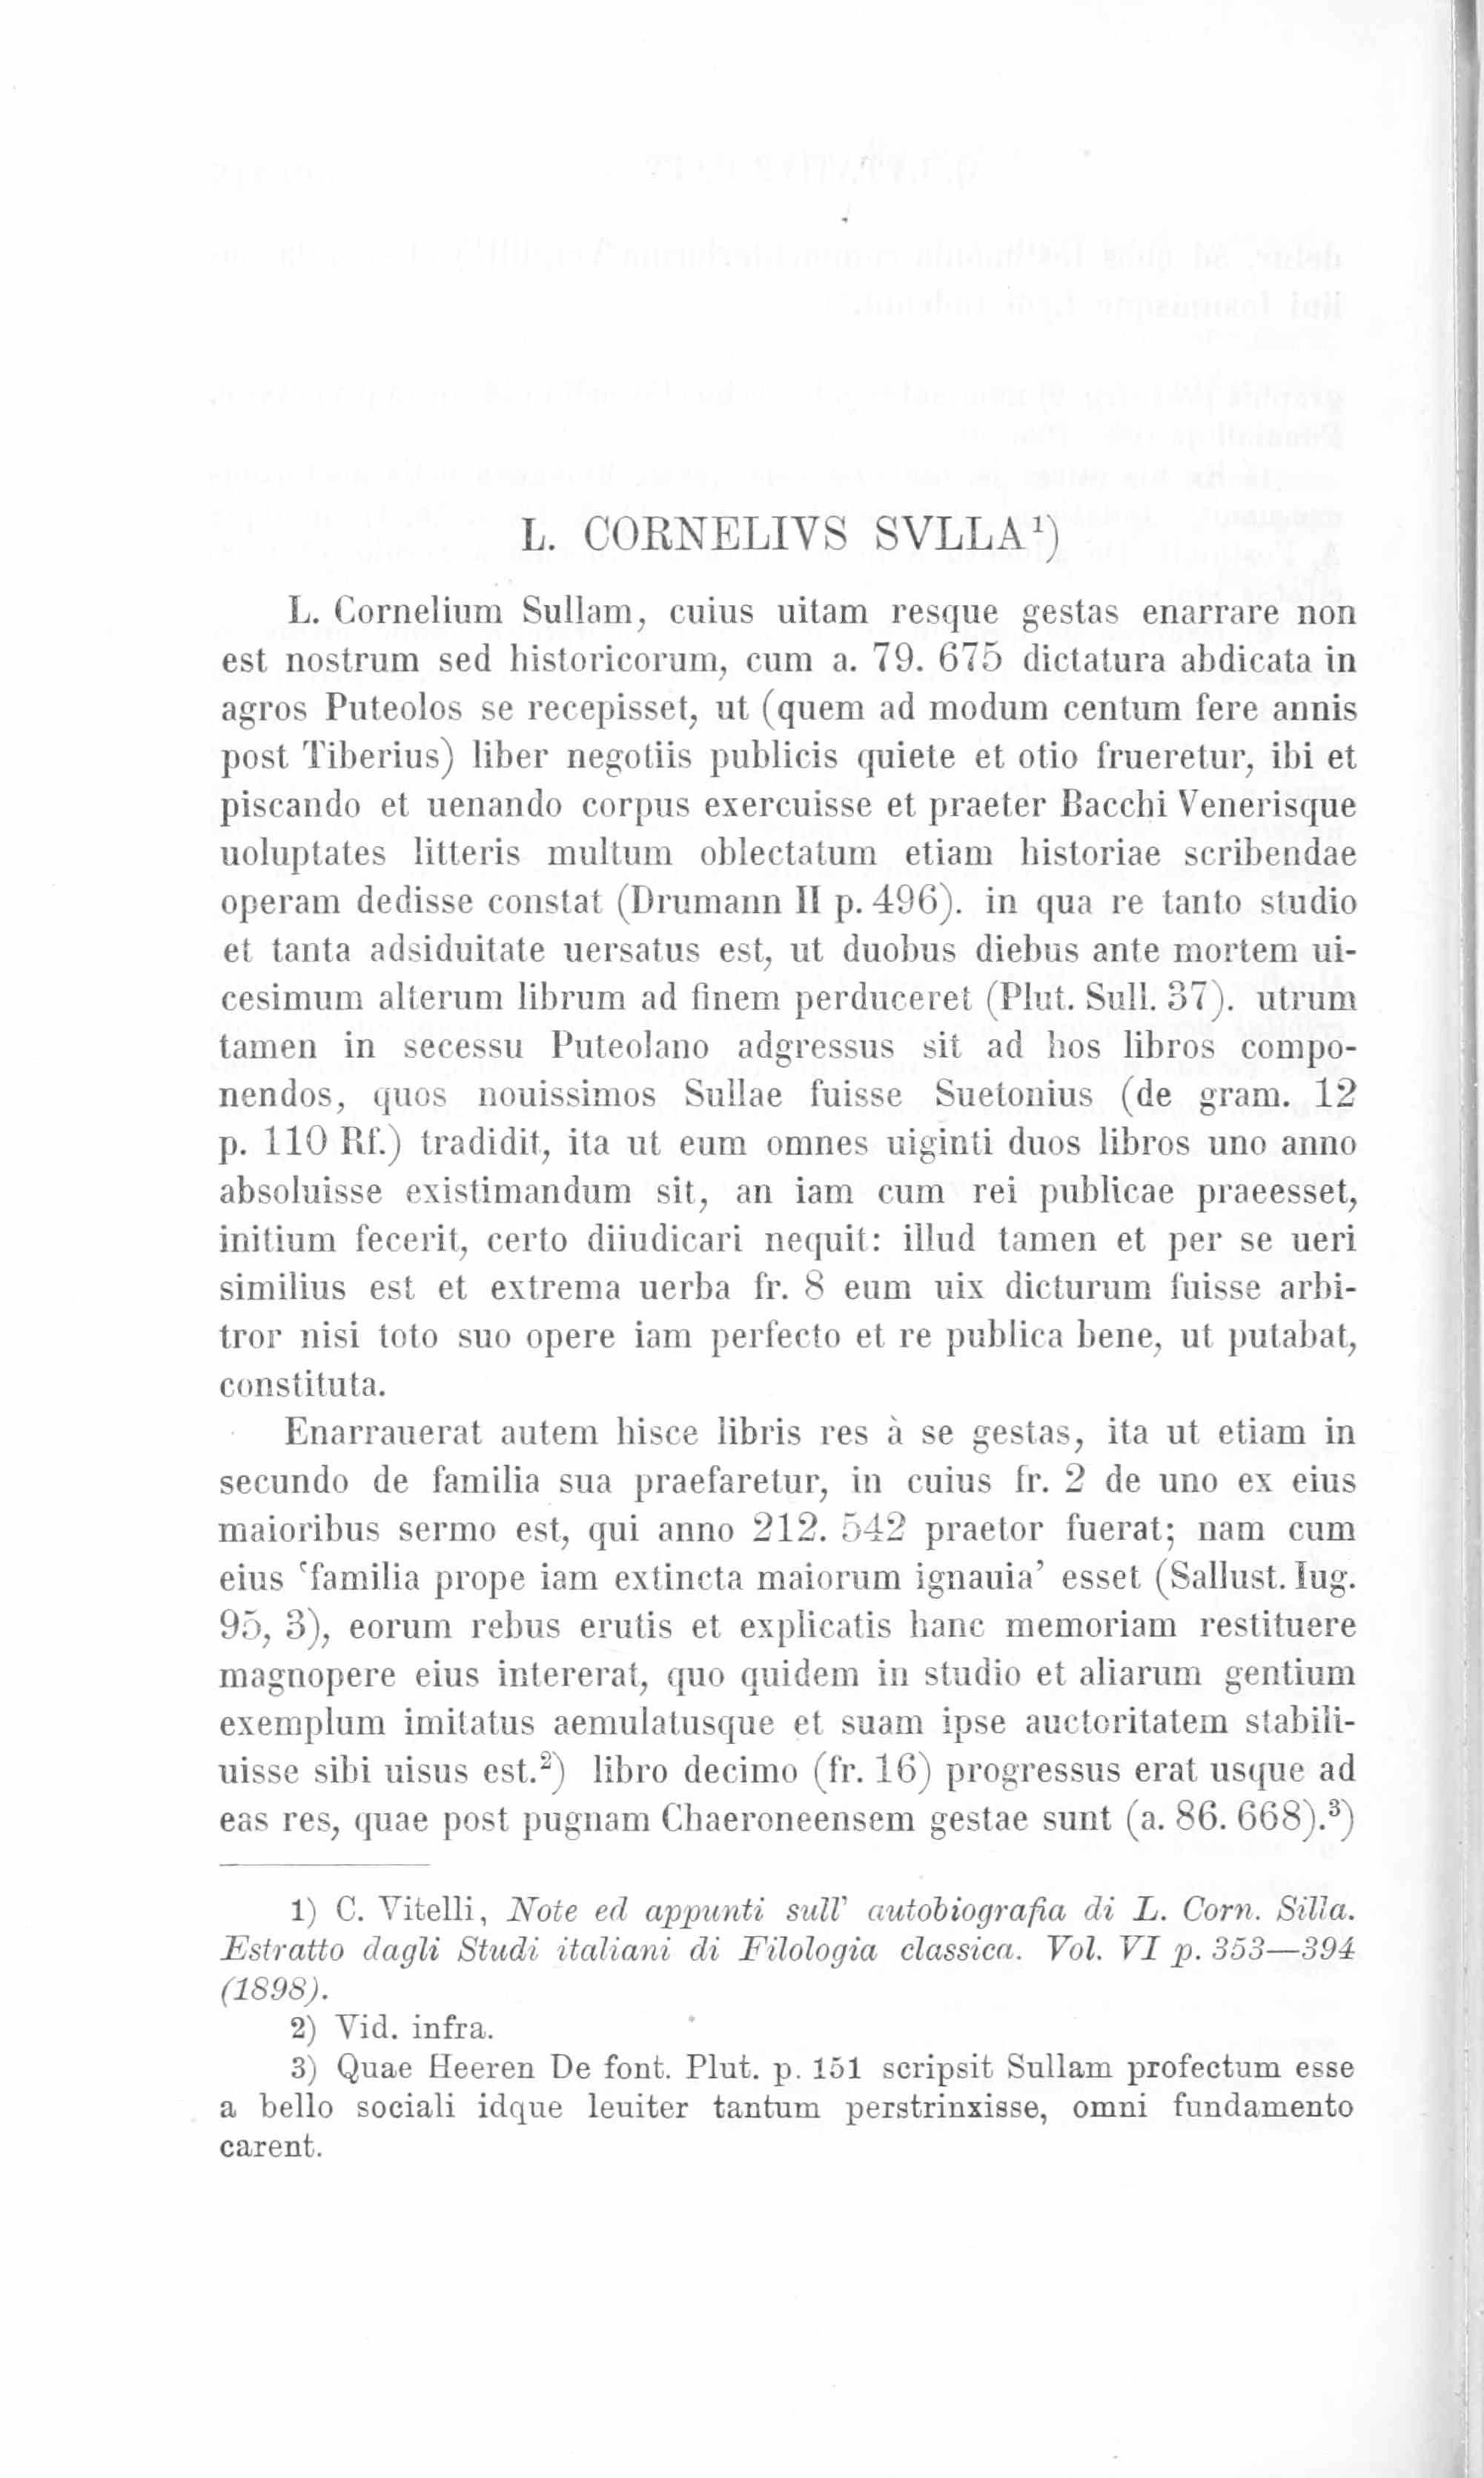 L. CORNELIVS SVLLA¹)
L. Cornelium Sullam, cuius uitam resque gestas enarrare non
est nostrum sed historicorum, cum a. 79. 675 dictatura abdicata in
agros Puteolos se recepisset, ut (quem ad modum centum fere annis
post Tiberius) liber negotiis publicis quiete et otio frueretur, ibi et
piscando et uenando corpus exercuisse et praeter Bacchi Venerisque
uoluptates litteris multum oblectatum etiam historiae scribendae
operam dedisse constat (Drumann II p. 496). in qua re tanto studio
et tanta adsiduitate uersatus est, ut duobus diebus ante mortem ui-
cesimum alterum librum ad finem perduceret (Plut. Sull. 37). utrum
tamen in secessu Puteolano adgressus sit ad hos libros compo-
nendos, quos nouissimos Sullae fuisse Suetonius (de gram. 12
p. 110 Rf.) tradidit, ita ut eum omnes uiginti duos libros uno anno
absoluisse existimandum sit, an iam cum rei publicae praeesset,
initium fecerit, certo diiudicari nequit: illud tamen et per se ueri
similius est et extrema uerba fr. 8 eum uix dicturum fuisse arbi-
tror nisi toto suo opere iam perfecto et re publica bene, ut putabat,
constituta.
Enarrauerat autem hisce libris res à se gestas, ita ut etiam in
secundo de familia sua praefaretur, in cuius fr. 2 de uno ex eius
maioribus sermo est, qui anno 212. 542 praetor fuerat; nam cum
eius ‘familia prope iam extincta maiorum ignauia’ esset (Sallust. Iug.
95, 3), eorum rebus erutis et explicatis hanc memoriam restituere
magnopere eius intererat, quo quidem in studio et aliarum gentium
exemplum imitatus aemulatusque et suam ipse auctoritatem stabili-
uisse sibi uisus est.²) libro decimo (fr. 16) progressus erat usque ad
eas res, quae post pugnam Chaeroneensem gestae sunt (a. 86. 668).³)
1) C. Vitelli, Note ed appunti sull' autobiografia di L. Corn. Silla.
Estratto dagli Studi italiani di Filologia classica. Vol. VI p. 353—394
(1898).
2) Vid. infra.
3) Quae Heeren De font. Plut. p. 151 scripsit Sullam profectum esse
a bello sociali idque leuiter tantum perstrinxisse, omni fundamento
carent.